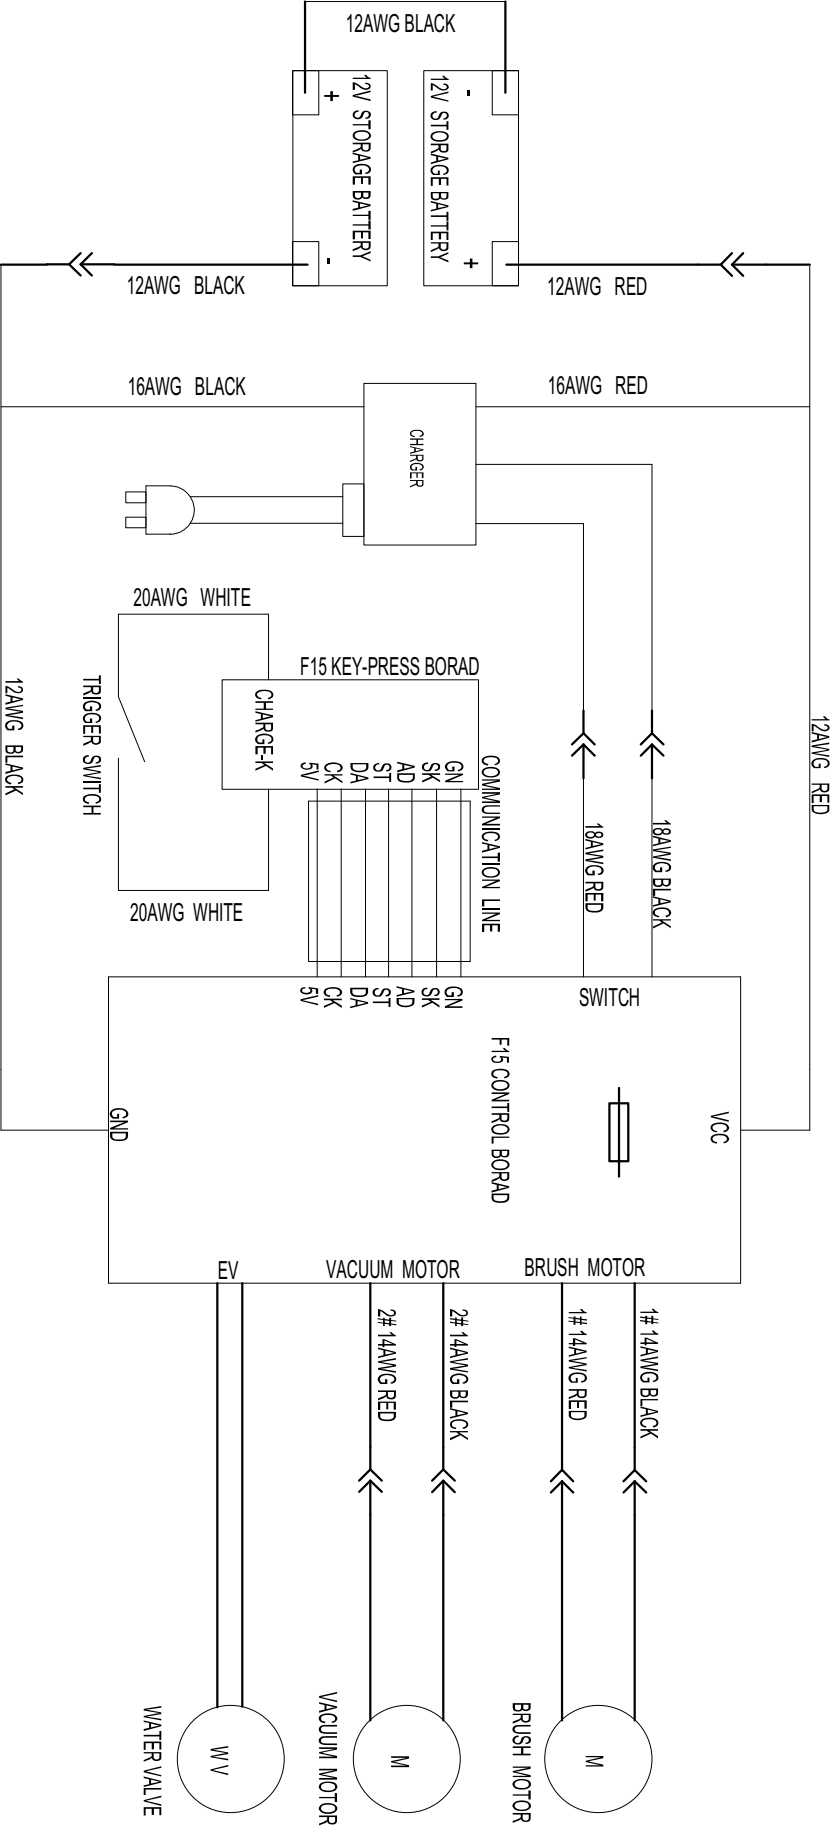 12AWG BLACK
+
12V STORAGE BATTERY
-
12V STORAGE BATTERY
-
+
12AWG BLACK
12AWG RED
16AWG BLACK
16AWG RED
CHARGER
20AWG WHITE
F15 KEY-PRESS BORAD
CHARGE-K
TRIGGER SWITCH
12AWG BLACK
12AWG RED
5V
CK
DA
ST
AD
SK
GN
COMMUNICATION LINE
18AWG RED
18AWG BLACK
20AWG WHITE
5V
CK
DA
ST
AD
SK
GN
SWITCH
F15 CONTROL BORAD
GND
VCC
EV
VACUUM MOTOR
BRUSH MOTOR
2# 14AWG RED
2# 14AWG BLACK
1# 14AWG RED
1# 14AWG BLACK
WATER VALVE
W V
VACUUM MOTOR
M
BRUSH MOTOR
M